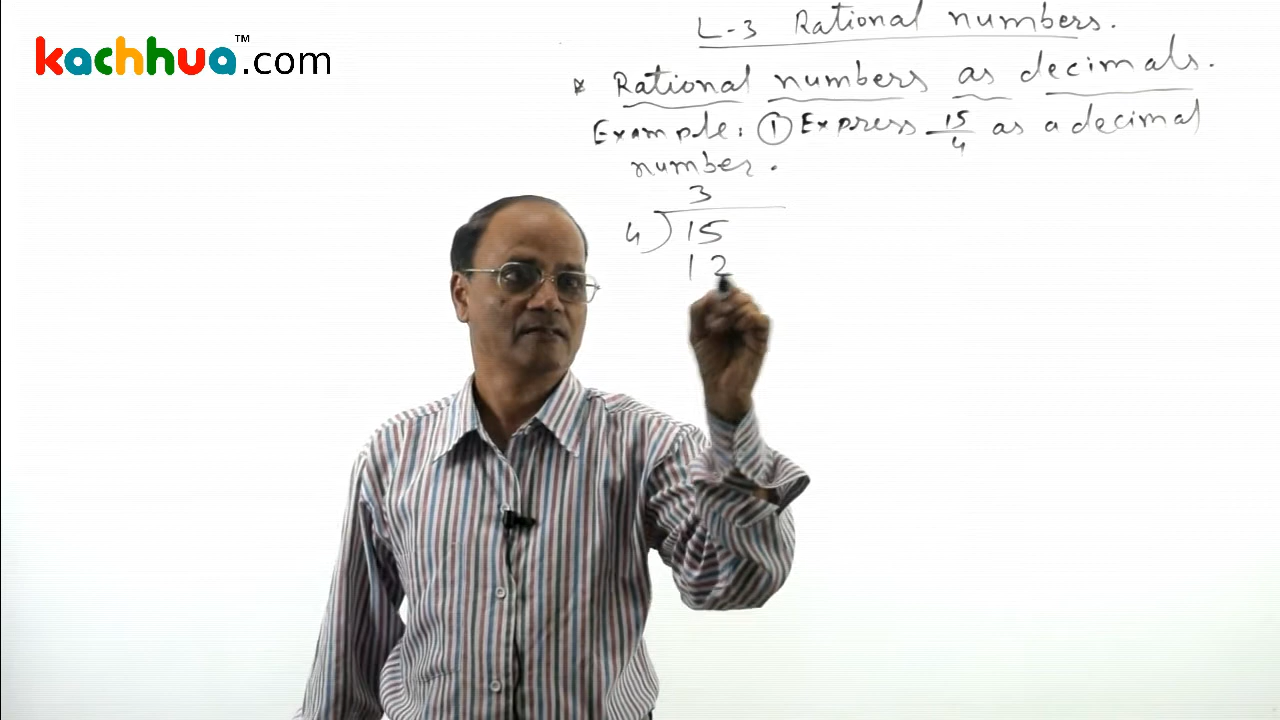 kachhua™.com
L-3 Rational numbers.
* Rational numbers as decimals.
Example: ① Express 15/4 as a decimal
number.
3
4) 15
12